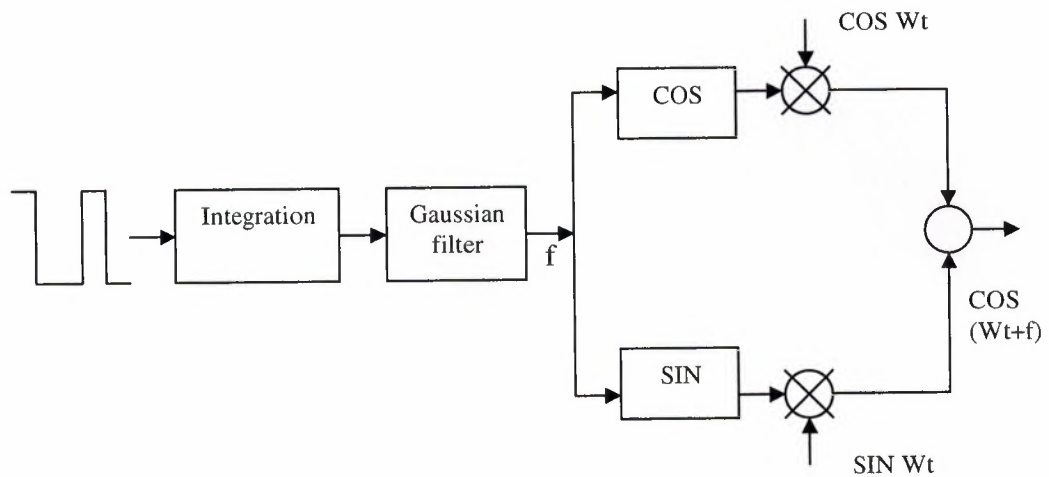 COS Wt
COS
Integration
Gaussian
filter
f
COS
(Wt+f)
SIN
SIN Wt